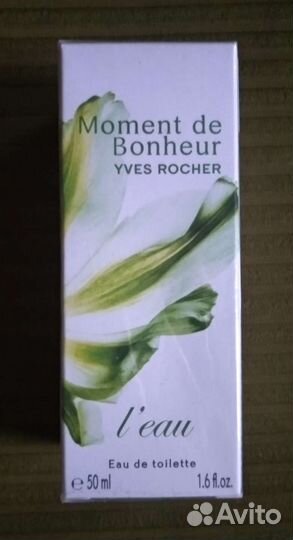 Moment de
Bonheur
YVES ROCHER
l'eau
Eau de toilette
℮ 50 ml 1.6 fl.oz.
Avito